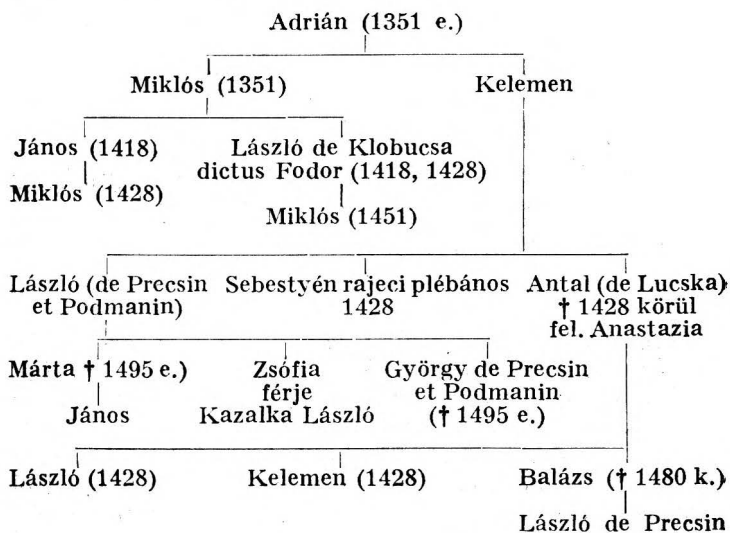 Adrián (1351 e.)
Miklós (1351) Kelemen
János (1418) László de Klobucsa
dictus Fodor (1418, 1428)
Miklós (1428)
Miklós (1451)
László (de Precsin Sebestyén rajeci plébános Antal (de Lucska)
et Podmanin) 1428 † 1428 körül
fel. Anastazia
Márta † 1495 e.) Zsófia György de Precsin
férje et Podmanin
János Kazalka László († 1495 e.)
László (1428) Kelemen (1428) Balázs († 1480 k.)
László de Precsin